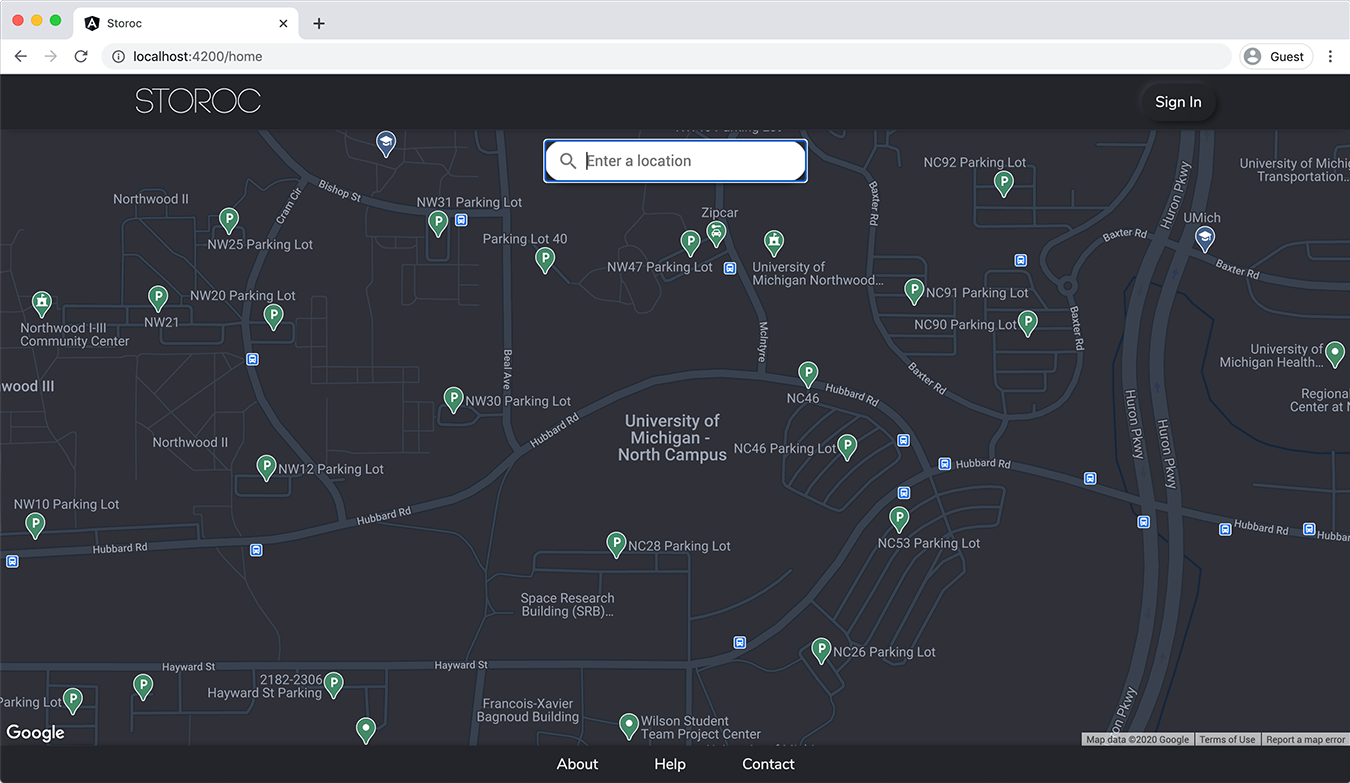 Storoc
localhost:4200/home
Guest
STOROC
Sign In
Enter a location
NC92 Parking Lot
University of Michig
Transportation...
Huron Pkwy
Northwood II
Cram Cir
Bishop St
NW31 Parking Lot
Zipcar
Baxter Rd
UMich
NW25 Parking Lot
Parking Lot 40
NW47 Parking Lot
University of
Michigan Northwood...
Baxter Rd
Baxter Rd
NW20 Parking Lot
NW21
NC91 Parking Lot
NC90 Parking Lot
Baxter Rd
Northwood I-III
Community Center
McIntyre
Beal Ave
University of
Michigan Health...
wood III
Baxter Rd
NC46
Hubbard Rd
Huron Pkwy
Huron Pkwy
Regional
Center at N
NW30 Parking Lot
Hubbard Rd
University of
Michigan -
North Campus
NC46 Parking Lot
Northwood II
NW12 Parking Lot
Hubbard Rd
NW10 Parking Lot
Hubbard Rd
Hubbard Rd
Hubbard Rd
Hubbar
NC53 Parking Lot
NC28 Parking Lot
Space Research
Building (SRB)...
NC26 Parking Lot
Hayward St
Hayward St
2182-2306
Hayward St Parking
Parking Lot
Francois-Xavier
Bagnoud Building
Wilson Student
Team Project Center
on Pkwy
Google
Map data ©2020 Google
Terms of Use
Report a map error
About
Help
Contact